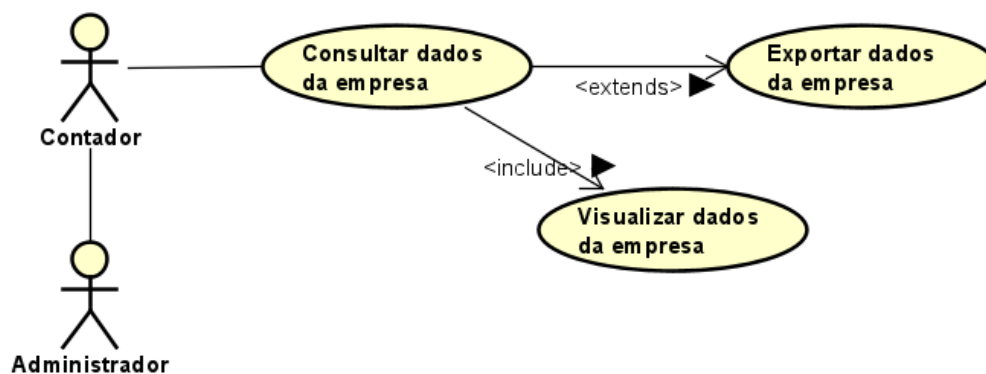 Consultar dados
da empresa
Exportar dados
da empresa
<extends>
Contador
<include>
Visualizar dados
da empresa
Administrador